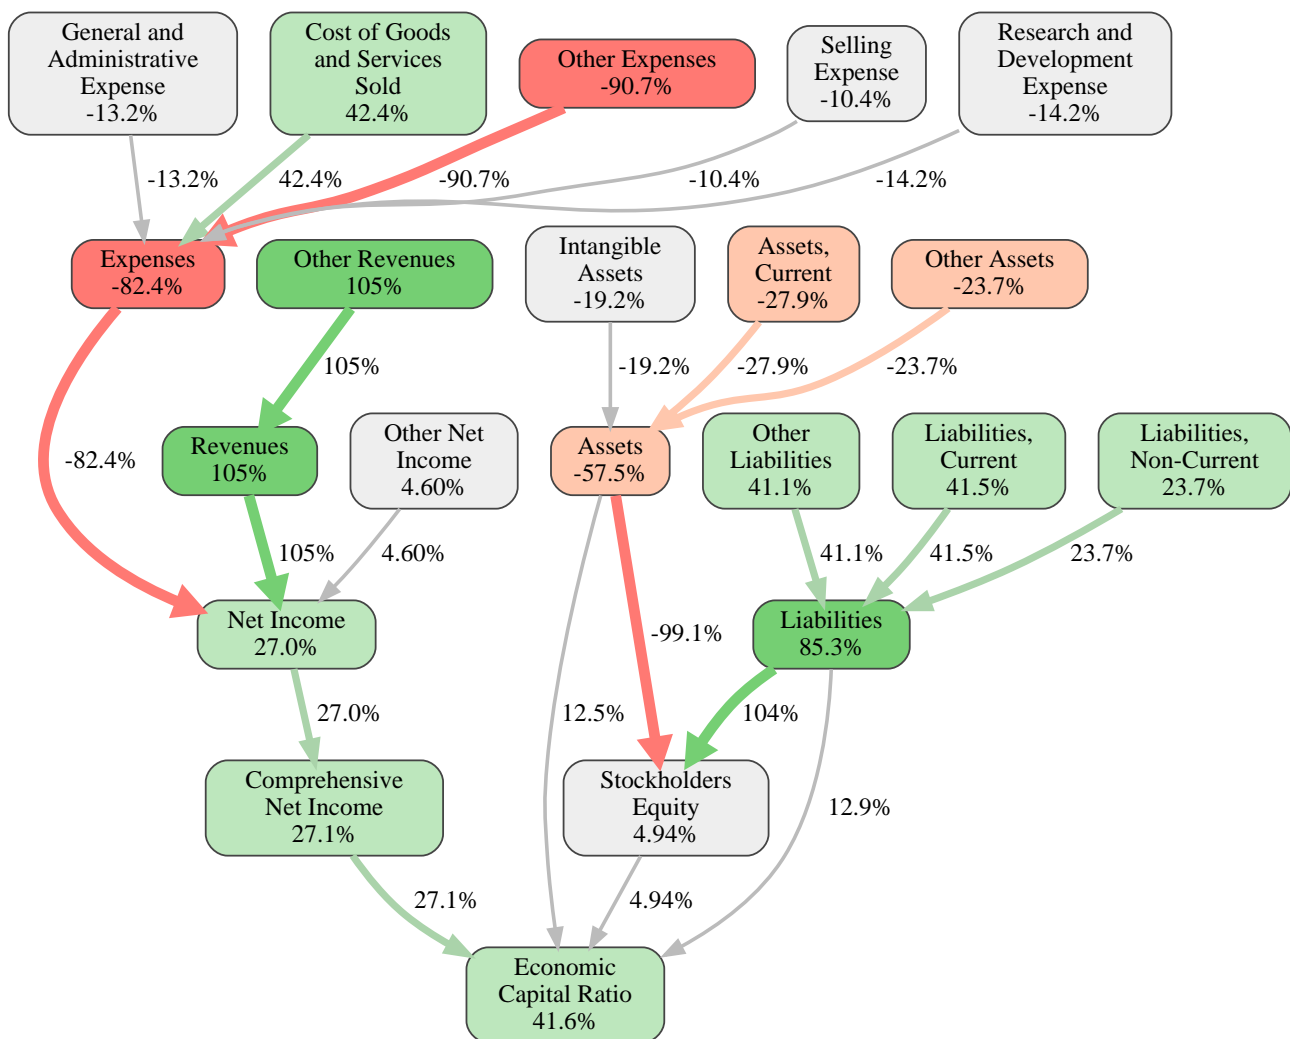 General and
Administrative
Expense
-13.2%
Cost of Goods
and Services
Sold
42.4%
Other Expenses
-90.7%
Selling
Expense
-10.4%
Research and
Development
Expense
-14.2%
-13.2%
42.4%
-90.7%
-10.4%
-14.2%
Expenses
-82.4%
Other Revenues
105%
Intangible
Assets
-19.2%
Assets,
Current
-27.9%
Other Assets
-23.7%
105%
-19.2%
-27.9%
-23.7%
-82.4%
Revenues
105%
Other Net
Income
4.60%
Assets
-57.5%
Other
Liabilities
41.1%
Liabilities,
Current
41.5%
Liabilities,
Non-Current
23.7%
105%
4.60%
41.1%
41.5%
23.7%
Net Income
27.0%
-99.1%
Liabilities
85.3%
27.0%
12.5%
104%
Comprehensive
Net Income
27.1%
Stockholders
Equity
4.94%
12.9%
27.1%
4.94%
Economic
Capital Ratio
41.6%